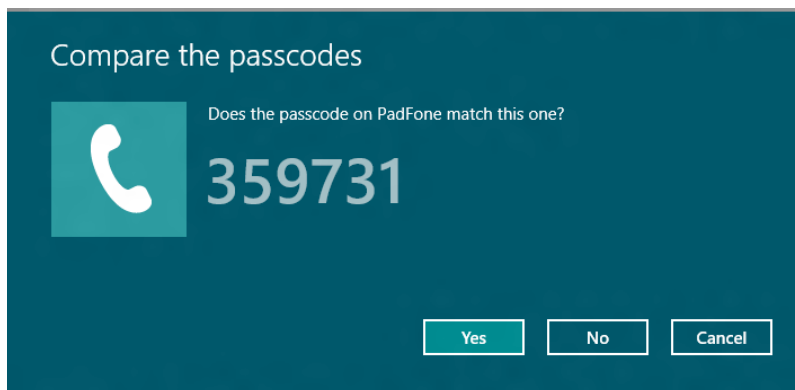 Compare the passcodes
Does the passcode on PadFone match this one?
359731
Yes No Cancel